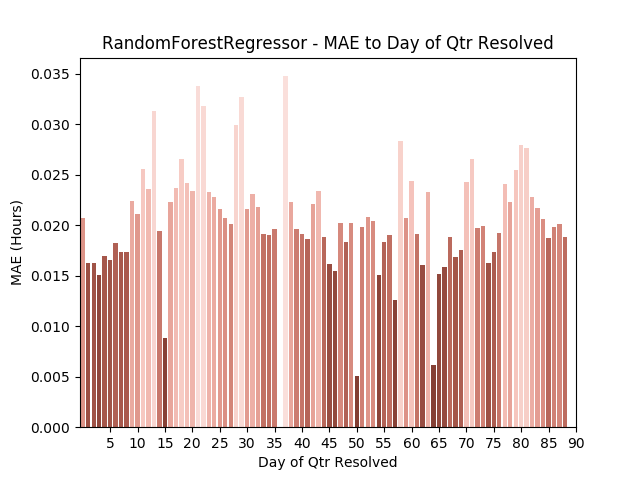 RandomForestRegressor - MAE to Day of Qtr Resolved
0.035
0.030
0.025
0.020
0.015
0.010
0.005
0.000
MAE (Hours)
5 10 15 20 25 30 35 40 45 50 55 60 65 70 75 80 85 90
Day of Qtr Resolved